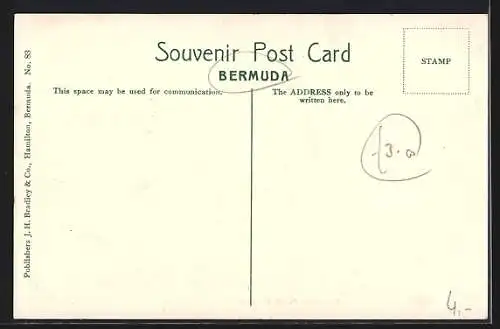 Souvenir Post Card
BERMUDA
STAMP
This space may be used for communication.
The ADDRESS only to be
written here.
Publishers J. H. Bradley & Co., Hamilton, Bermuda. No. 83
4.-